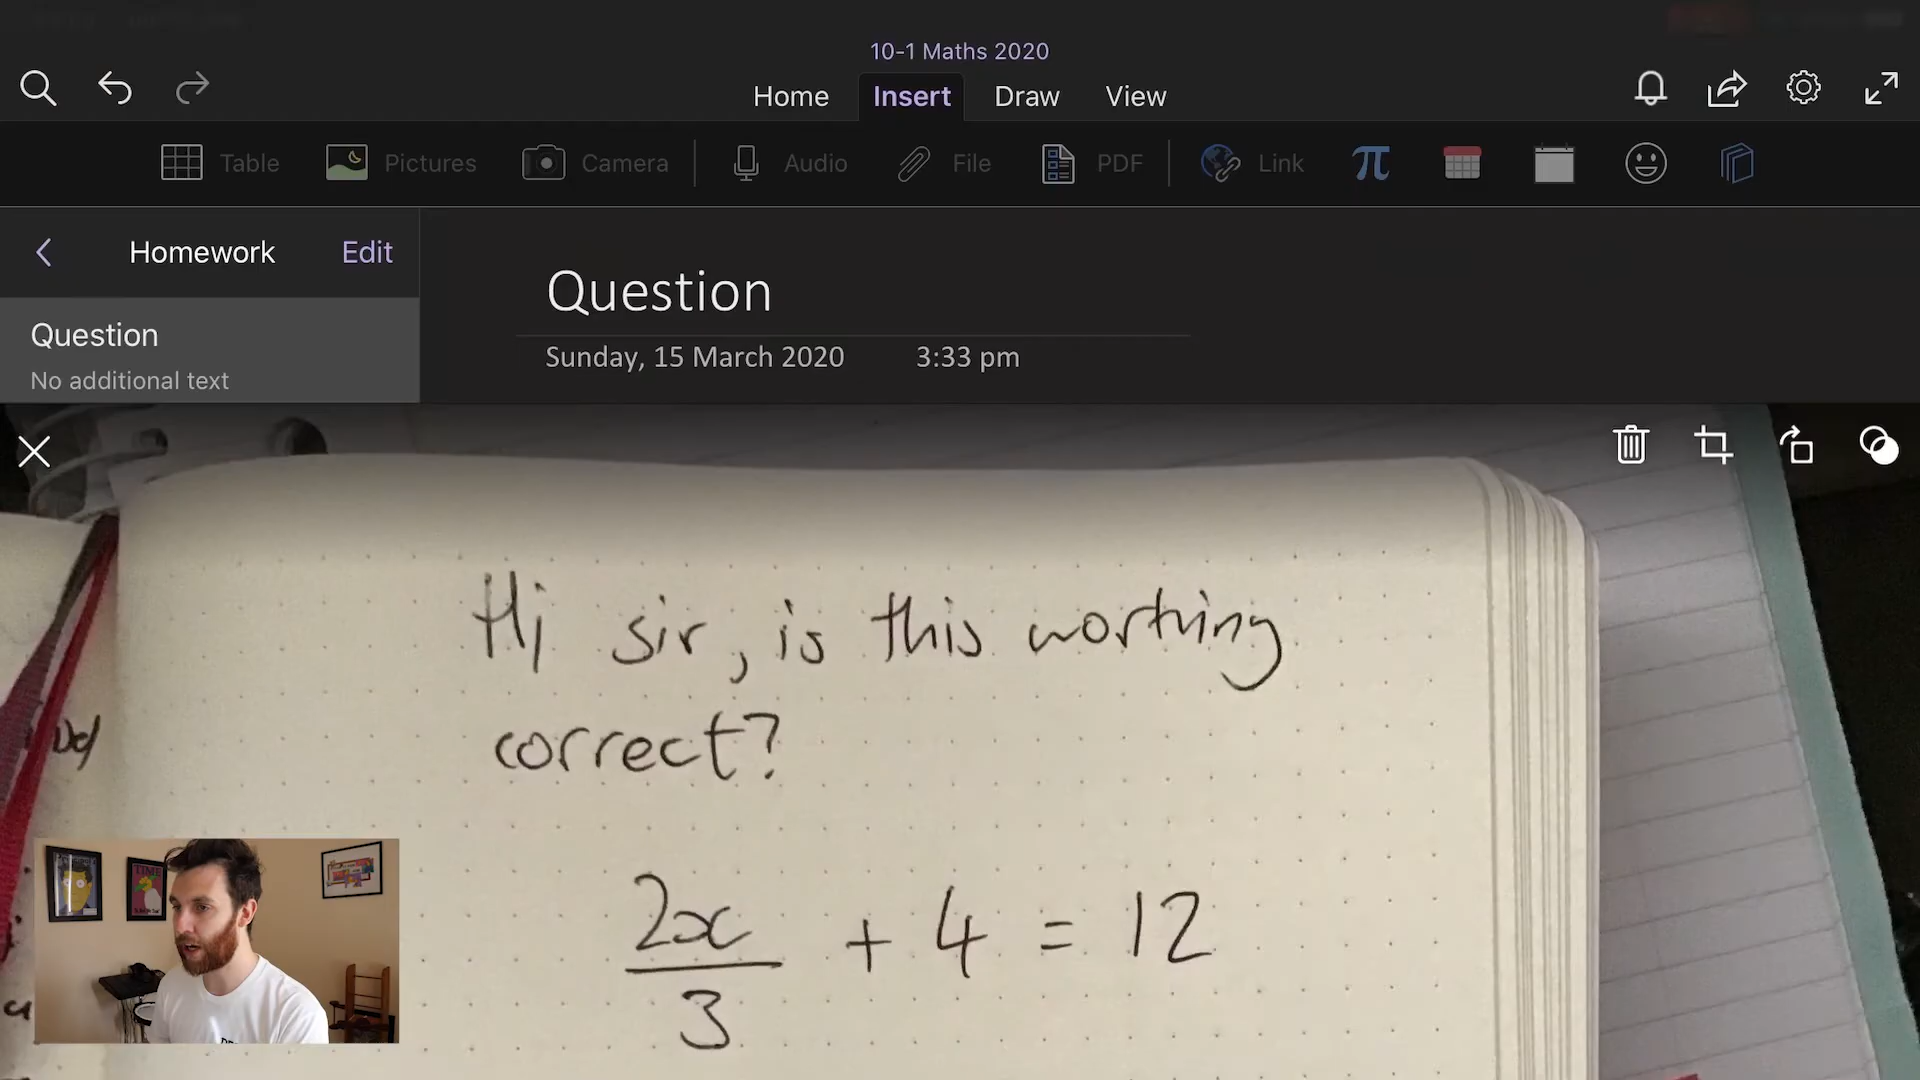 10-1 Maths 2020
Home Insert Draw View
Table Pictures Camera Audio File PDF Link π
Homework Edit
Question
No additional text
Question
Sunday, 15 March 2020 3:33 pm
Hi sir, is this working
correct?
2x/3 + 4 = 12
TIME